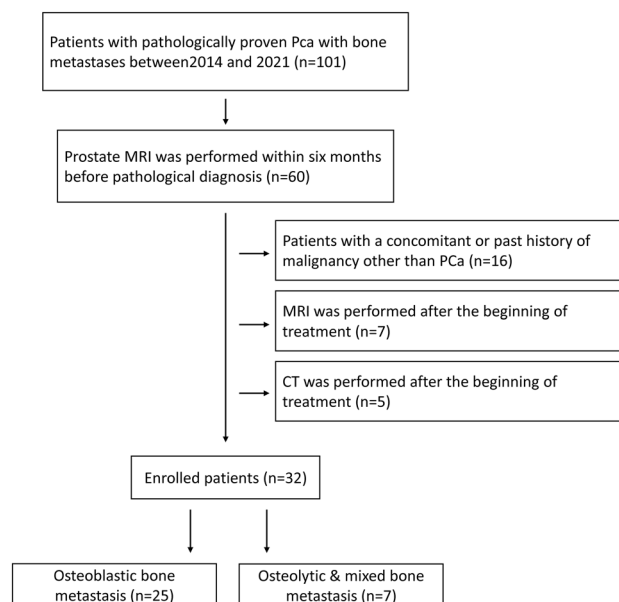 Patients with pathologically proven Pca with bone
metastases between2014 and 2021 (n=101)
Prostate MRI was performed within six months
before pathological diagnosis (n=60)
Patients with a concomitant or past history of
malignancy other than PCa (n=16)
MRI was performed after the beginning of
treatment (n=7)
CT was performed after the beginning of
treatment (n=5)
Enrolled patients (n=32)
Osteoblastic bone
metastasis (n=25)
Osteolytic & mixed bone
metastasis (n=7)